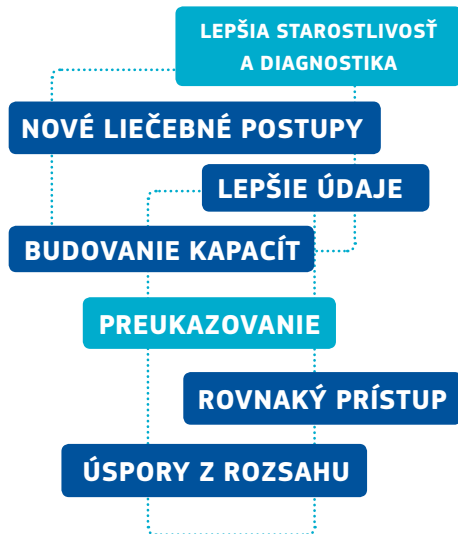 LEPŠIA STAROSTLIVOSŤ
A DIAGNOSTIKA
NOVÉ LIEČEBNÉ POSTUPY
LEPŠIE ÚDAJE
BUDOVANIE KAPACÍT
PREUKAZOVANIE
ROVNAKÝ PRÍSTUP
ÚSPORY Z ROZSAHU